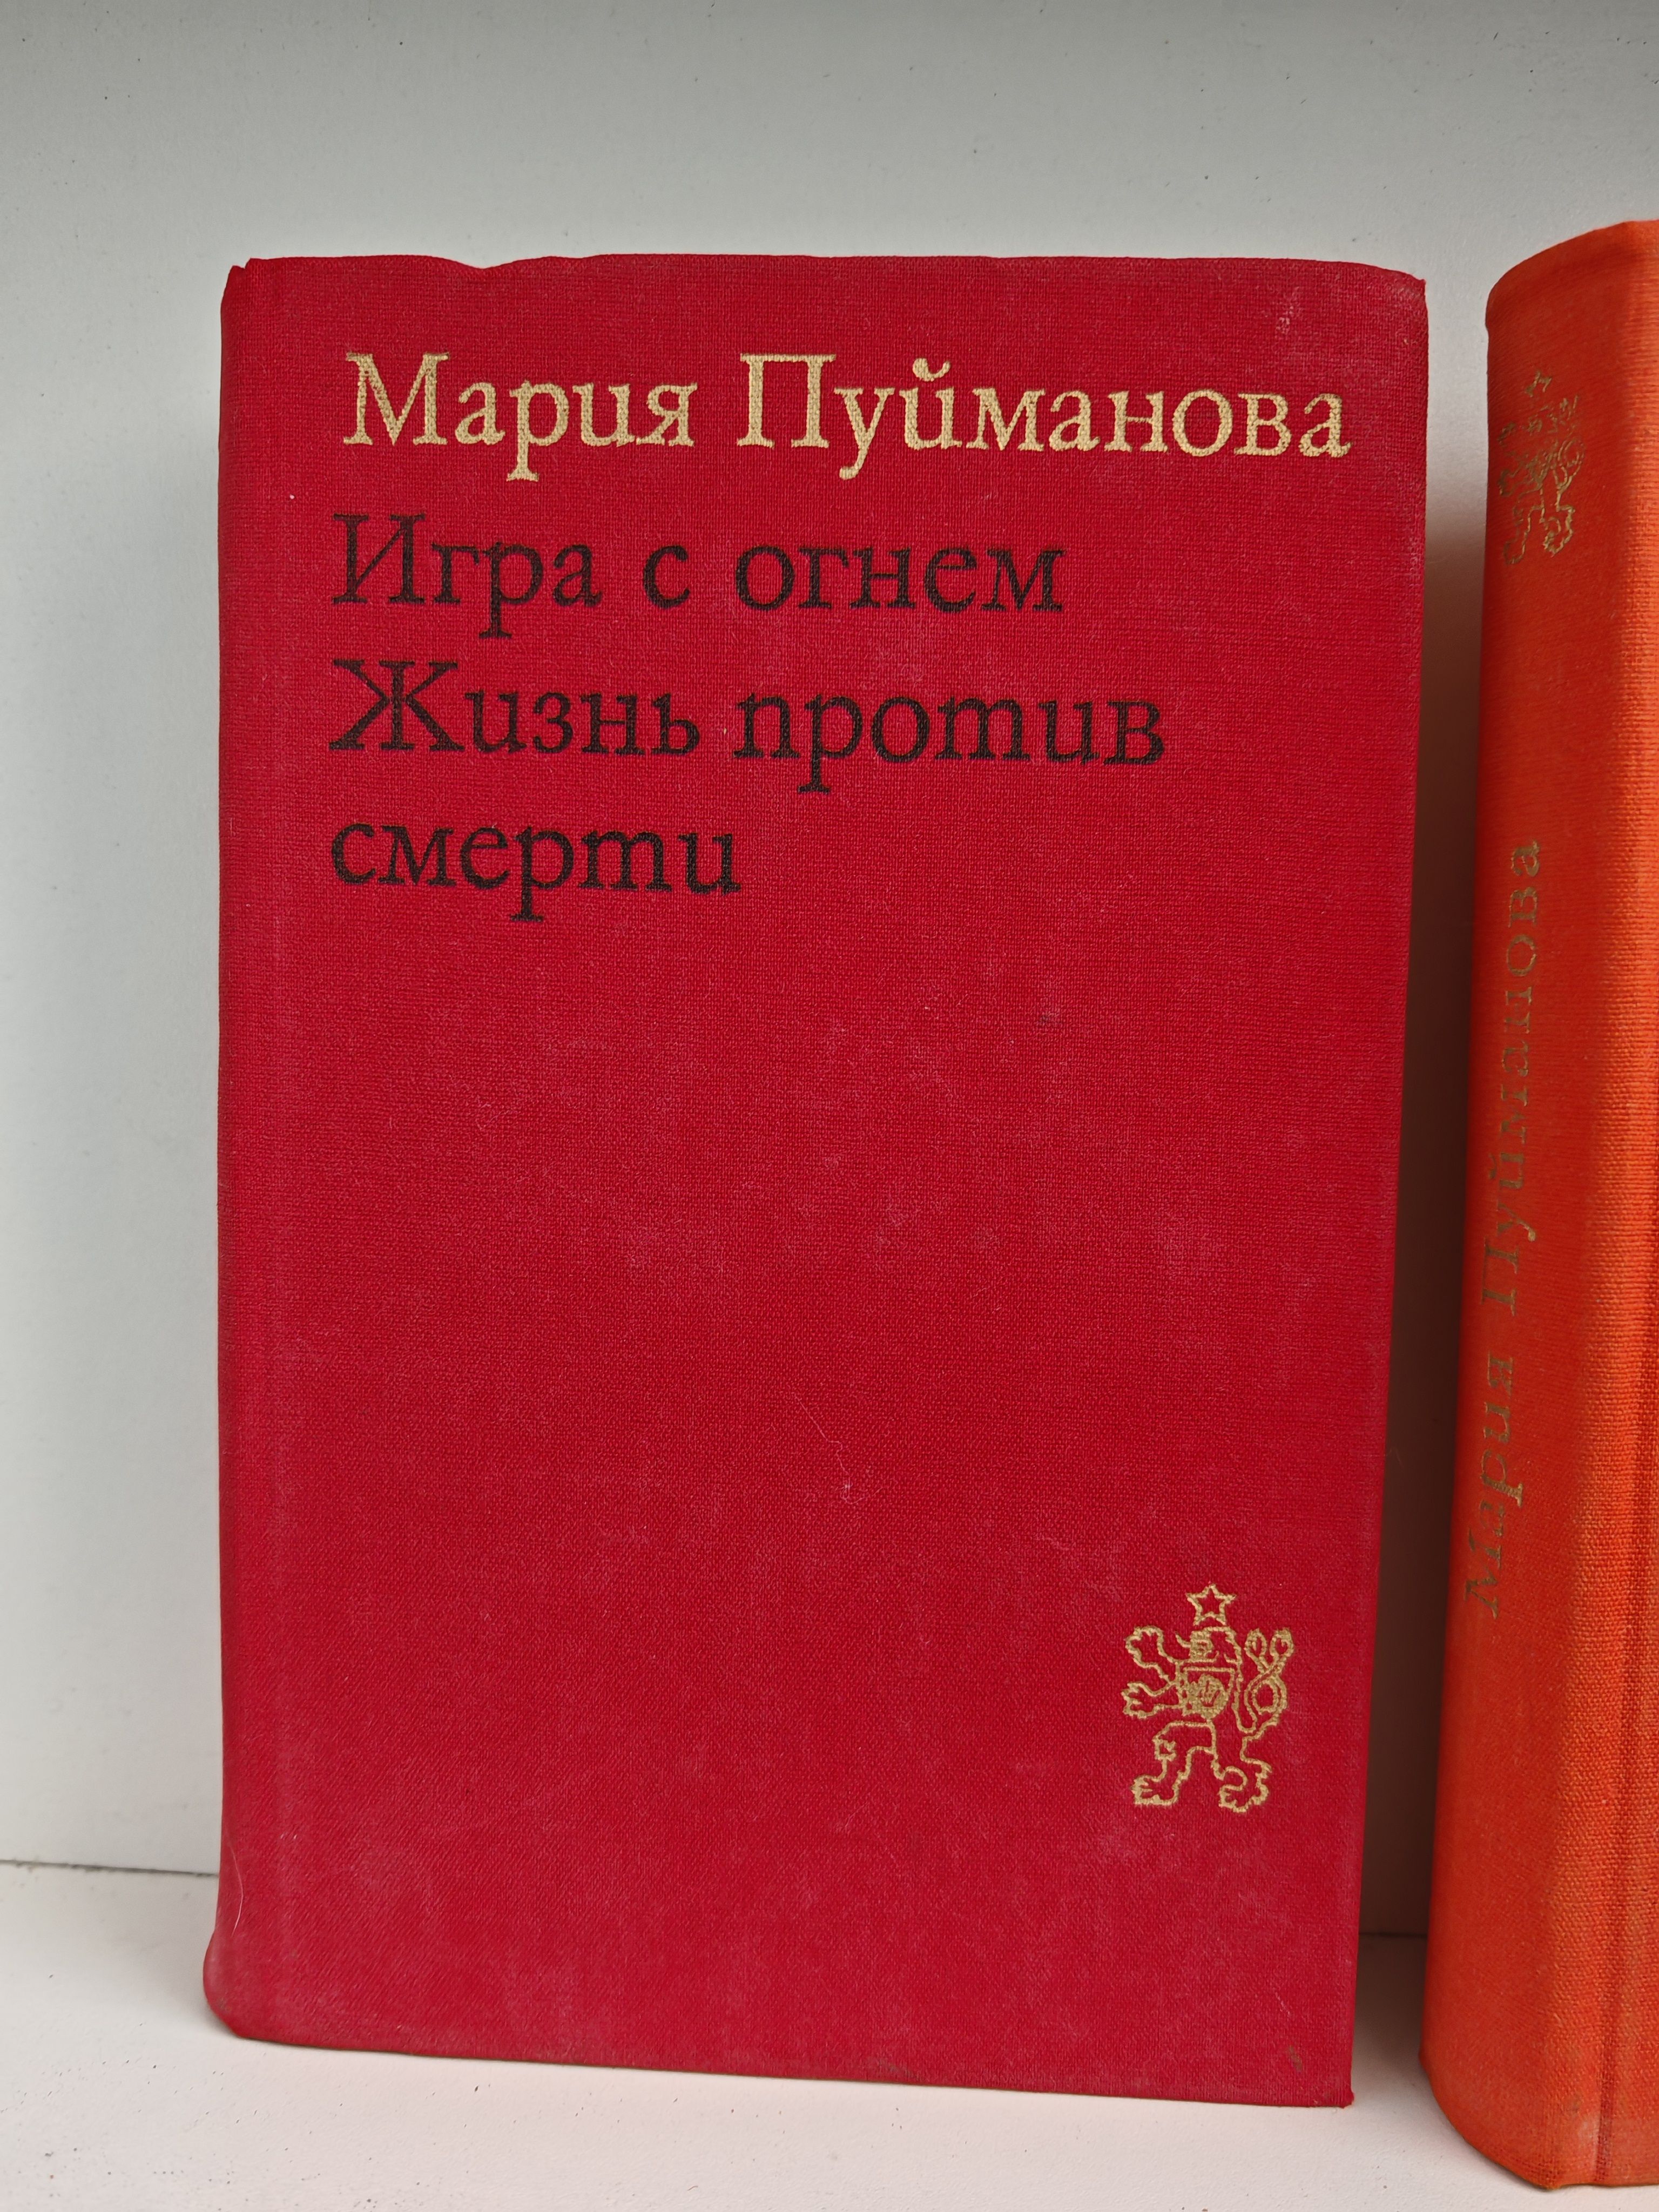 Мария Пуйманова
Игра с огнем
Жизнь против
смерти
Мария Пуйманова